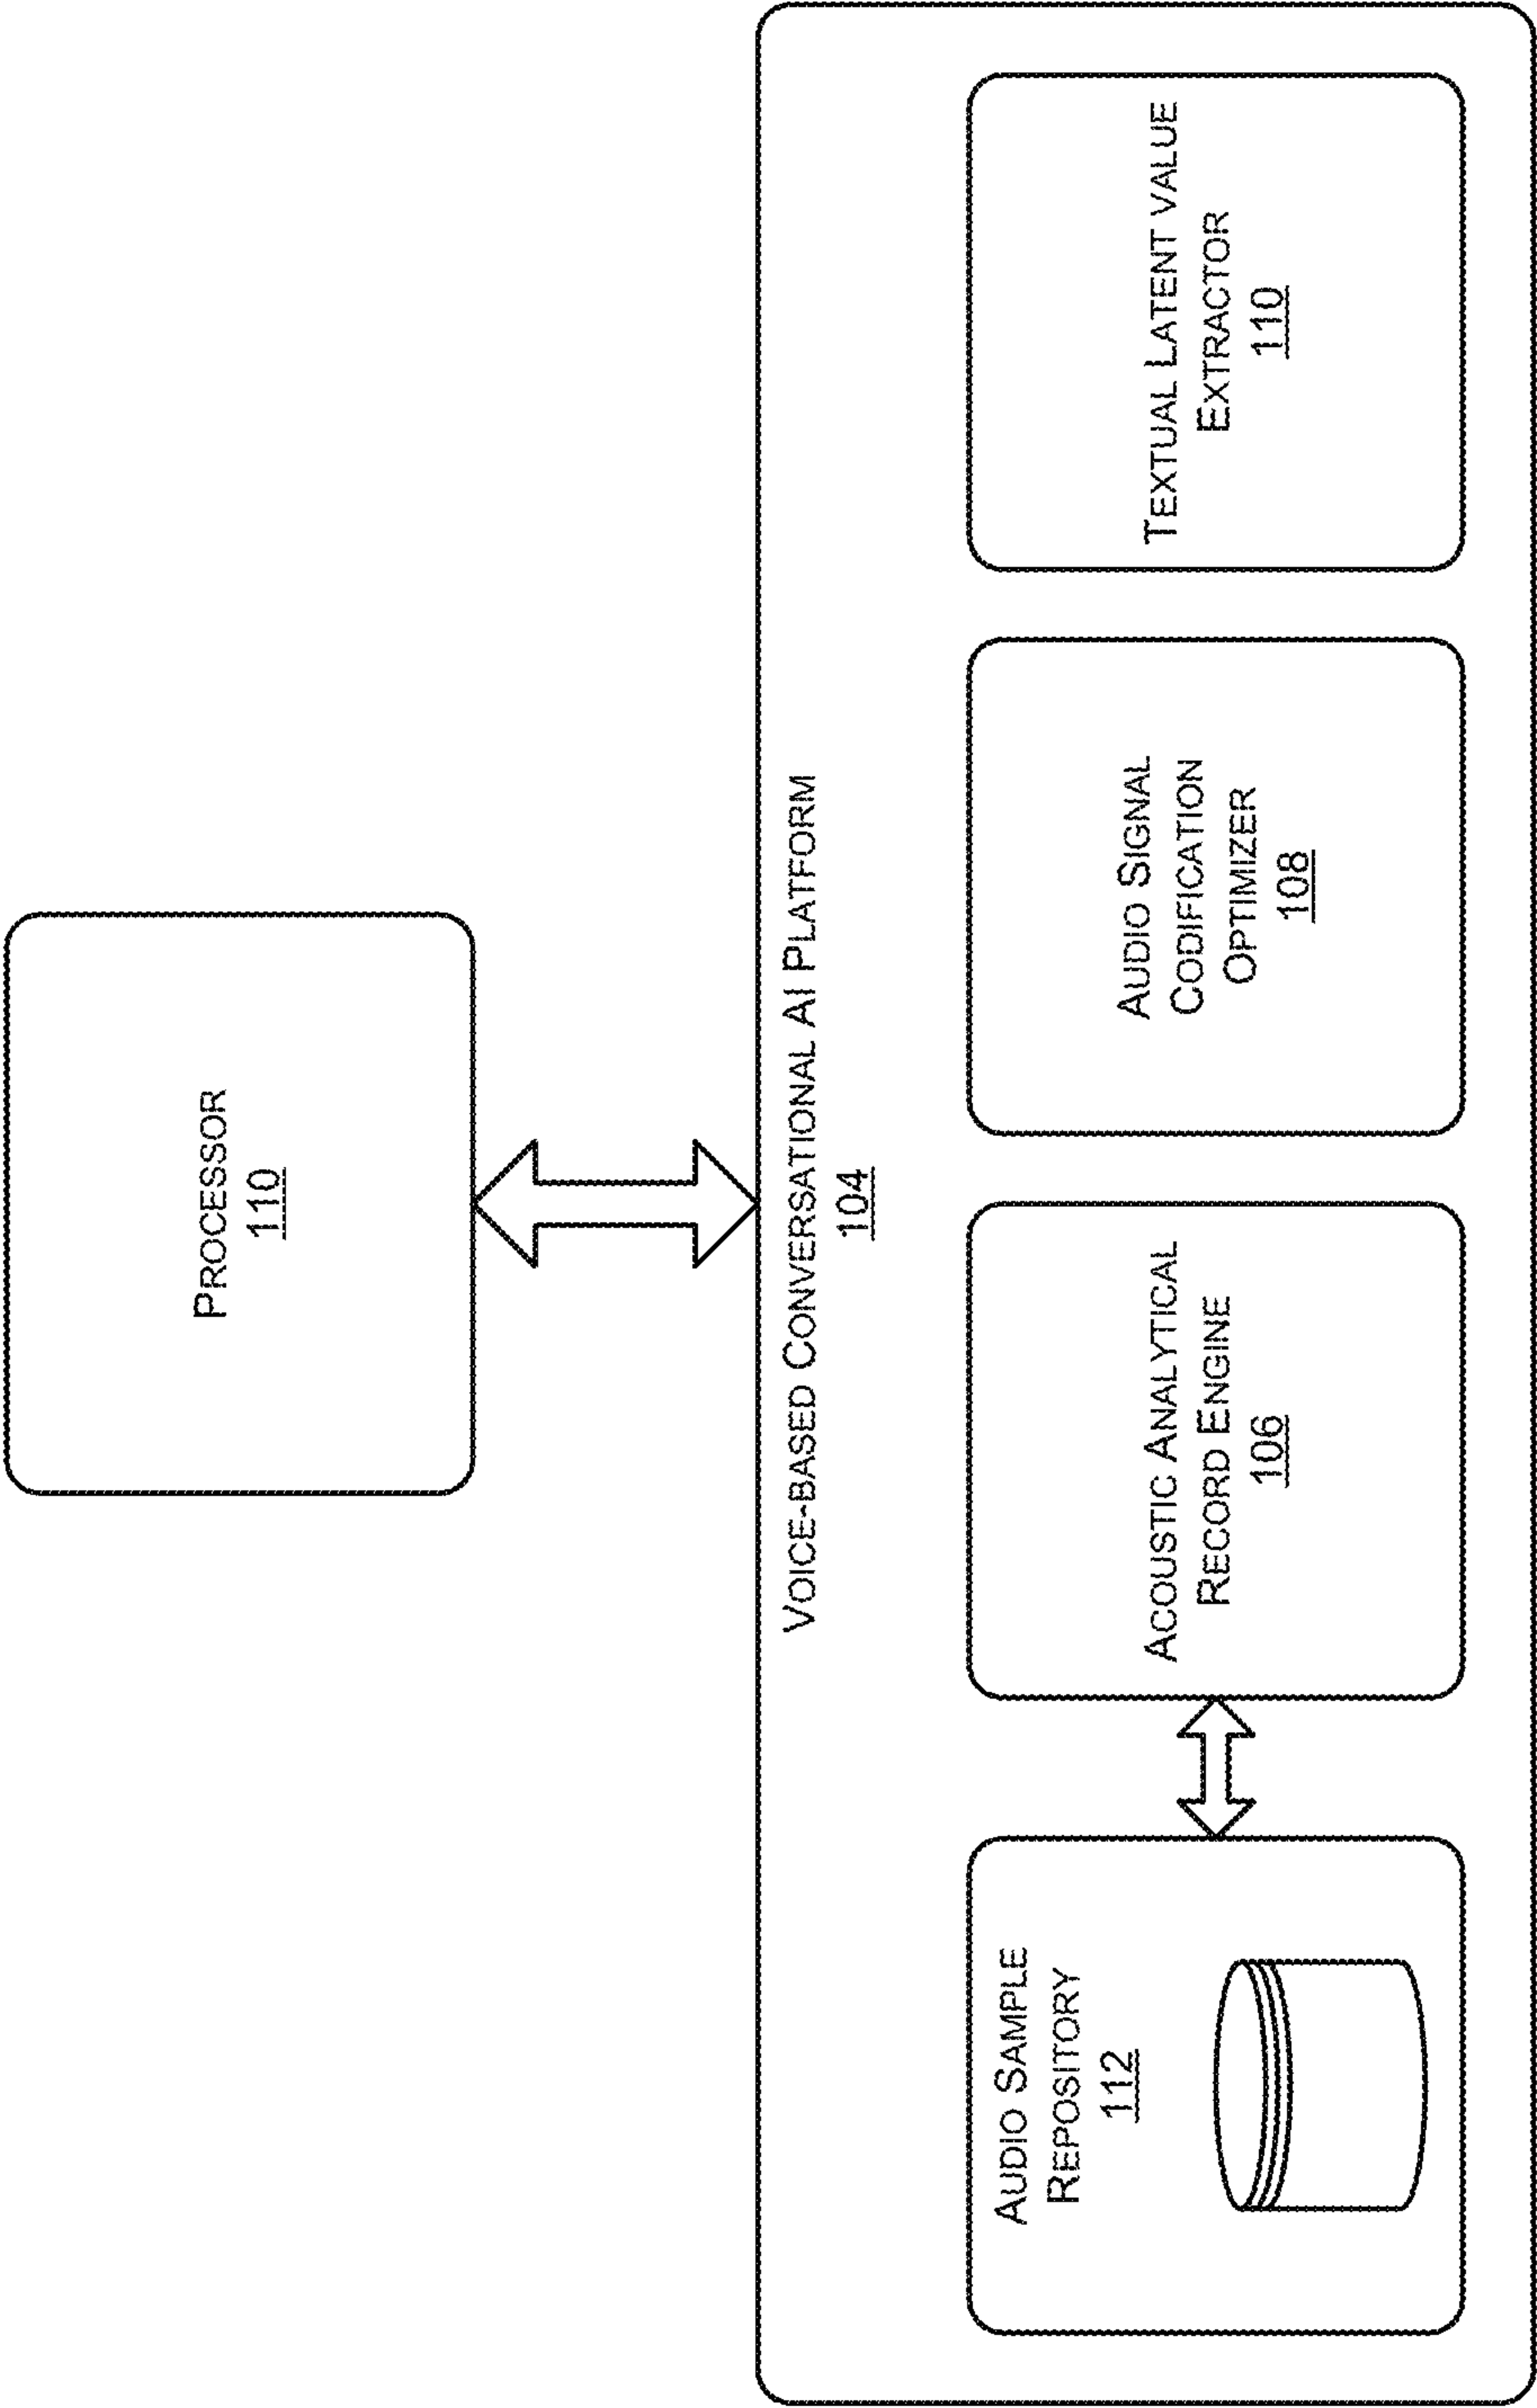 PROCESSOR
110
VOICE-BASED CONVERSATIONAL AI PLATFORM
104
AUDIO SAMPLE
REPOSITORY
112
ACOUSTIC ANALYTICAL
RECORD ENGINE
106
AUDIO SIGNAL
CODIFICATION
OPTIMIZER
108
TEXTUAL LATENT VALUE
EXTRACTOR
110